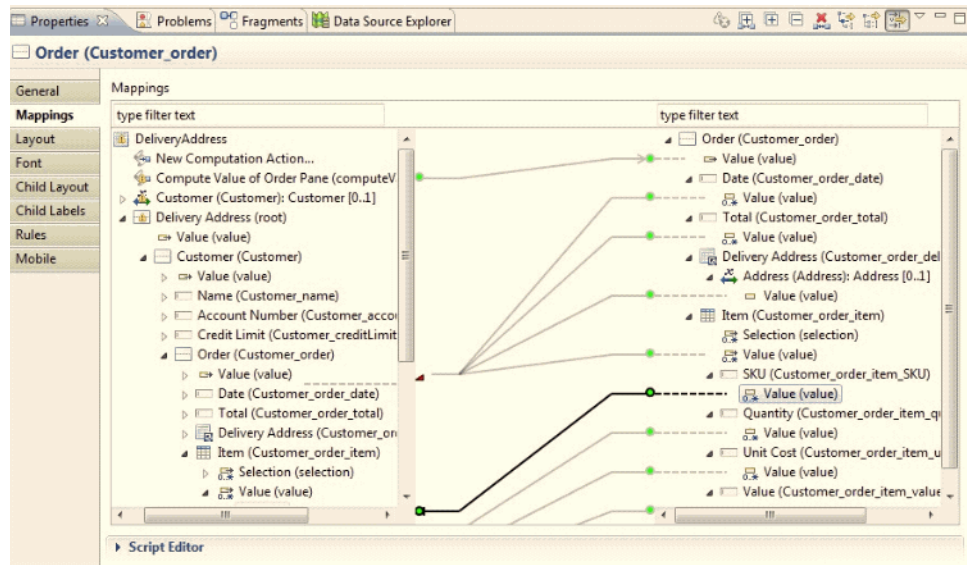 Properties Problems Fragments Data Source Explorer
Order (Customer_order)
General
Mappings
Layout
Font
Child Layout
Child Labels
Rules
Mobile
Mappings
type filter text
DeliveryAddress
New Computation Action...
Compute Value of Order Pane (computeV
Customer (Customer): Customer [0..1]
Delivery Address (root)
Value (value)
Customer (Customer)
Value (value)
Name (Customer_name)
Account Number (Customer_accou
Credit Limit (Customer_creditLimit
Order (Customer_order)
Value (value)
Date (Customer_order_date)
Total (Customer_order_total)
Delivery Address (Customer_or
Item (Customer_order_item)
Selection (selection)
Value (value)
type filter text
Order (Customer_order)
Value (value)
Date (Customer_order_date)
Value (value)
Total (Customer_order_total)
Value (value)
Delivery Address (Customer_order_del
Address (Address): Address [0..1]
Value (value)
Item (Customer_order_item)
Selection (selection)
Value (value)
SKU (Customer_order_item_SKU)
Value (value)
Quantity (Customer_order_item_q
Value (value)
Unit Cost (Customer_order_item_u
Value (value)
Value (Customer_order_item_value
Script Editor